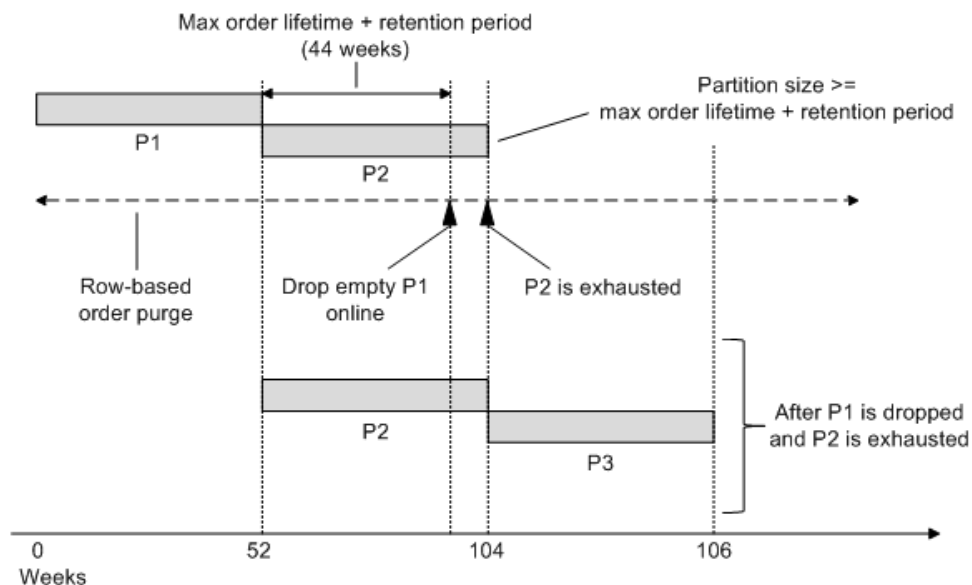 Max order lifetime + retention period
(44 weeks)
Partition size >=
max order lifetime + retention period
P1
P2
Row-based
order purge
Drop empty P1
online
P2 is exhausted
P2
P3
After P1 is dropped
and P2 is exhausted
0
52
104
106
Weeks